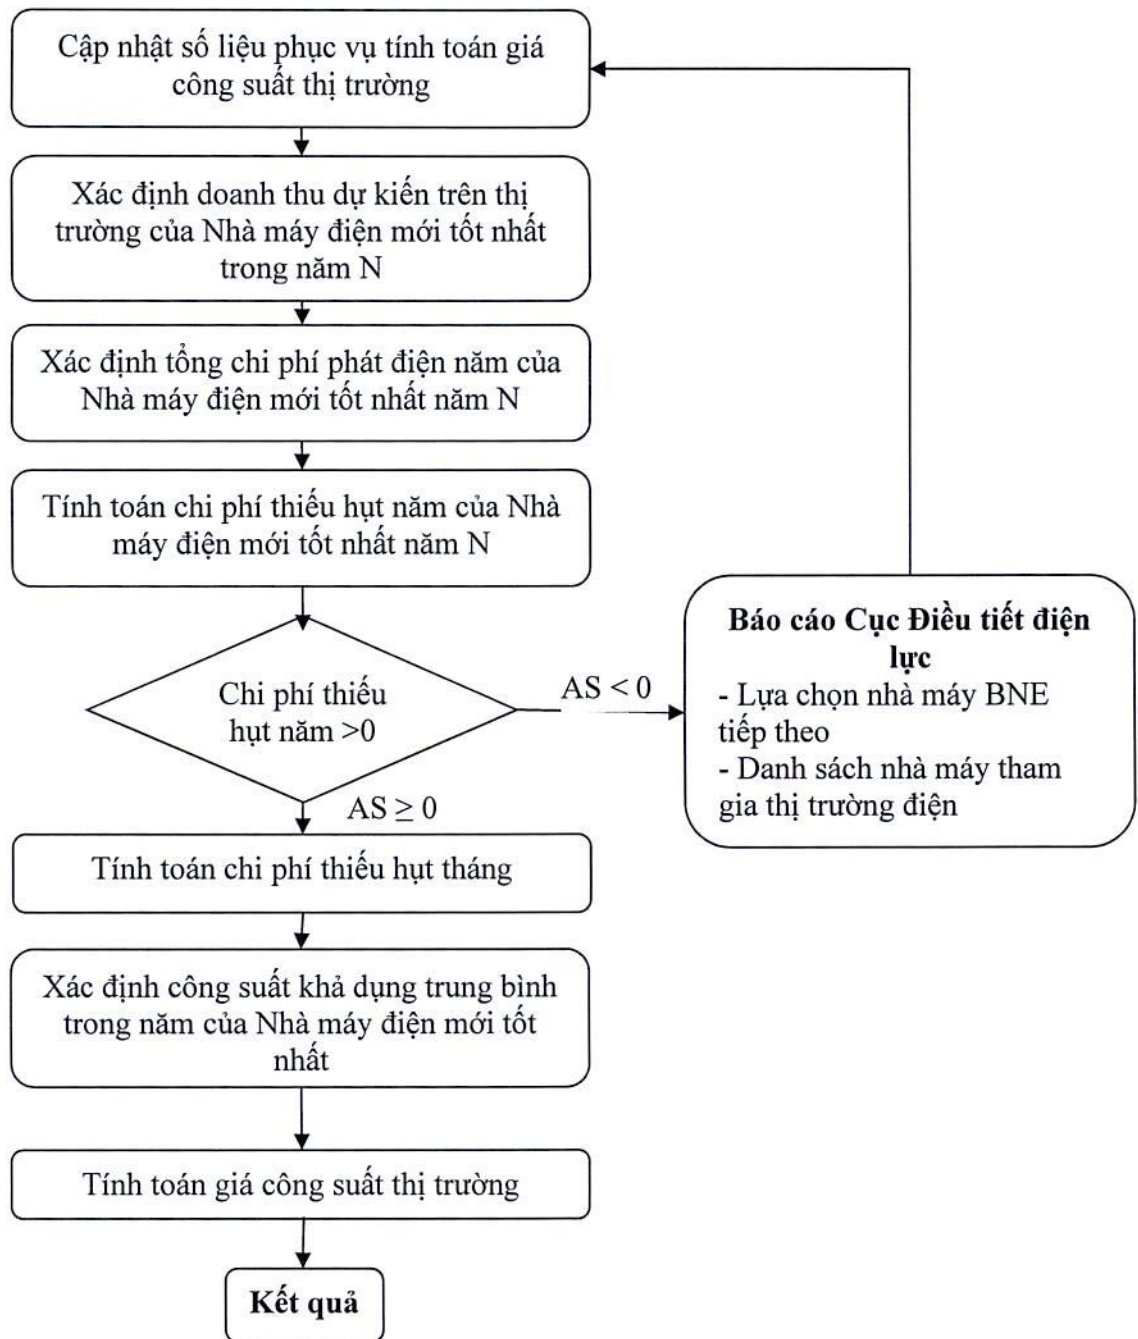 Cập nhật số liệu phục vụ tính toán giá
công suất thị trường
Xác định doanh thu dự kiến trên thị
trường của Nhà máy điện mới tốt nhất
trong năm N
Xác định tổng chi phí phát điện năm của
Nhà máy điện mới tốt nhất năm N
Tính toán chi phí thiếu hụt năm của Nhà
máy điện mới tốt nhất năm N
Chi phí thiếu
hụt năm >0
AS < 0
Báo cáo Cục Điều tiết điện
lực
- Lựa chọn nhà máy BNE
tiếp theo
- Danh sách nhà máy tham
gia thị trường điện
AS ≥ 0
Tính toán chi phí thiếu hụt tháng
Xác định công suất khả dụng trung bình
trong năm của Nhà máy điện mới tốt
nhất
Tính toán giá công suất thị trường
Kết quả